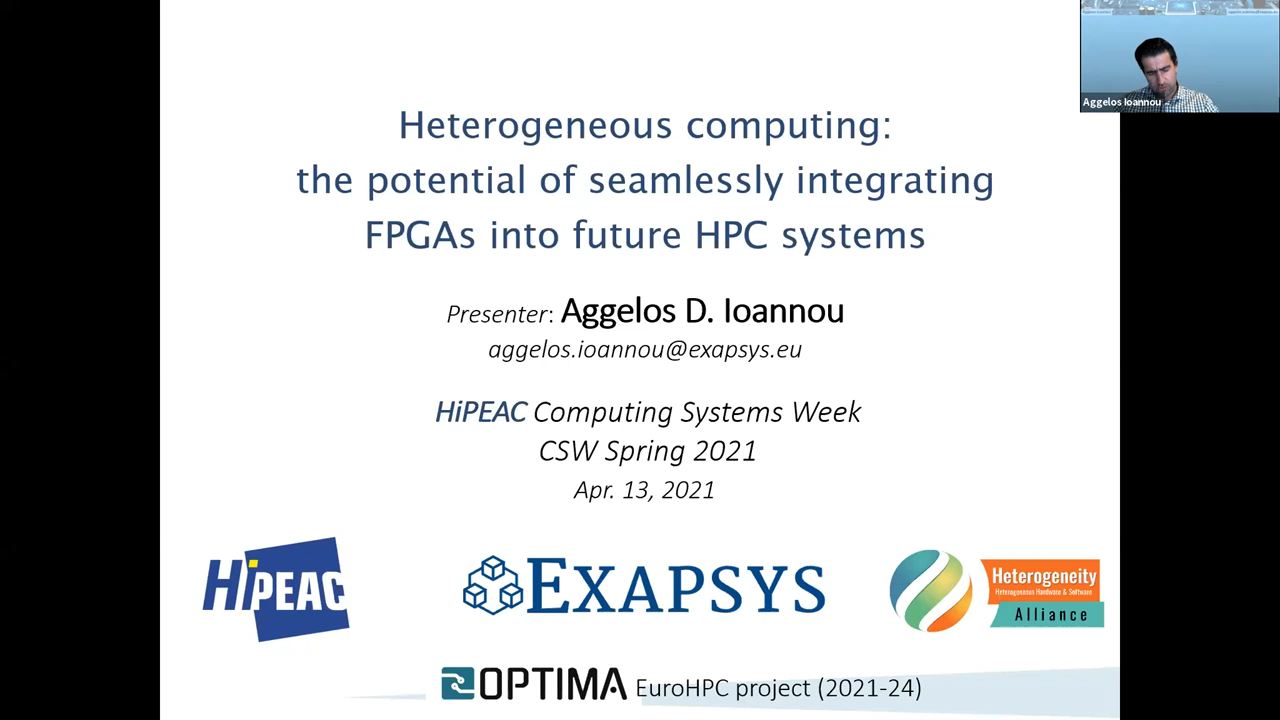 Aggelos Ioannou
Heterogeneous computing:
the potential of seamlessly integrating
FPGAs into future HPC systems
Presenter: Aggelos D. Ioannou
aggelos.ioannou@exapsys.eu
HiPEAC Computing Systems Week
CSW Spring 2021
Apr. 13, 2021
HiPEAC
EXAPSYS
Heterogeneity
Heterogeneous Hardware & Software
Alliance
OPTIMA EuroHPC project (2021-24)